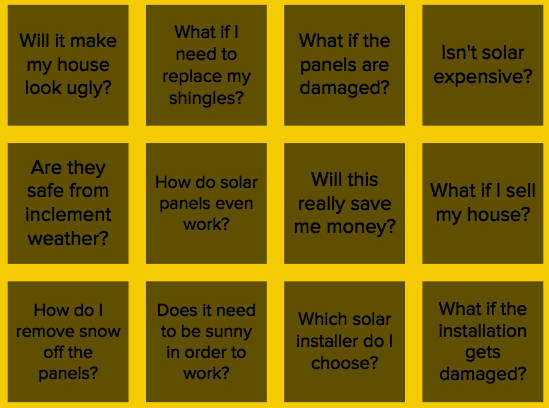 Will it make
my house
look ugly?
What if I
need to
replace my
shingles?
What if the
panels are
damaged?
Isn't solar
expensive?
Are they
safe from
inclement
weather?
How do solar
panels even
work?
Will this
really save
me money?
What if I sell
my house?
How do I
remove snow
off the
panels?
Does it need
to be sunny
in order to
work?
Which solar
installer do I
choose?
What if the
installation
gets
damaged?